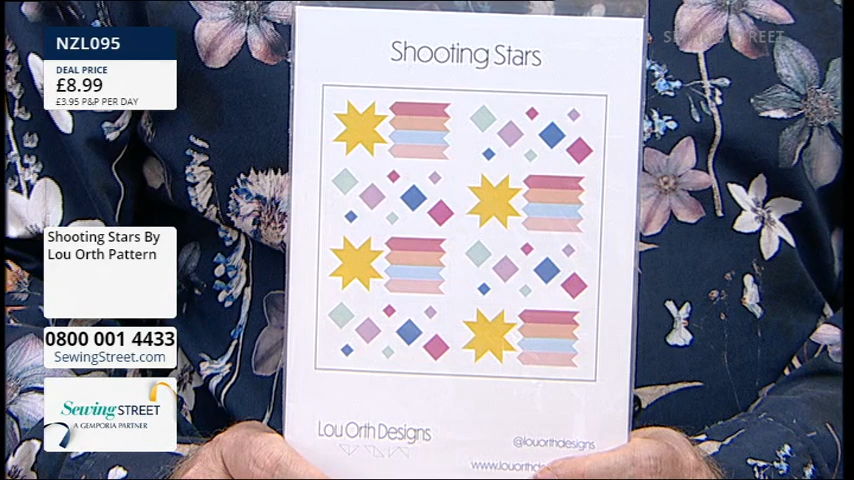 NZL095
DEAL PRICE
£8.99
£3.95 P&P PER DAY
Shooting Stars By
Lou Orth Pattern
0800 001 4433
SewingStreet.com
Sewing STREET
A GEMPORIA PARTNER
SEWING STREET
Shooting Stars
Lou Orth Designs
@louorthdesigns